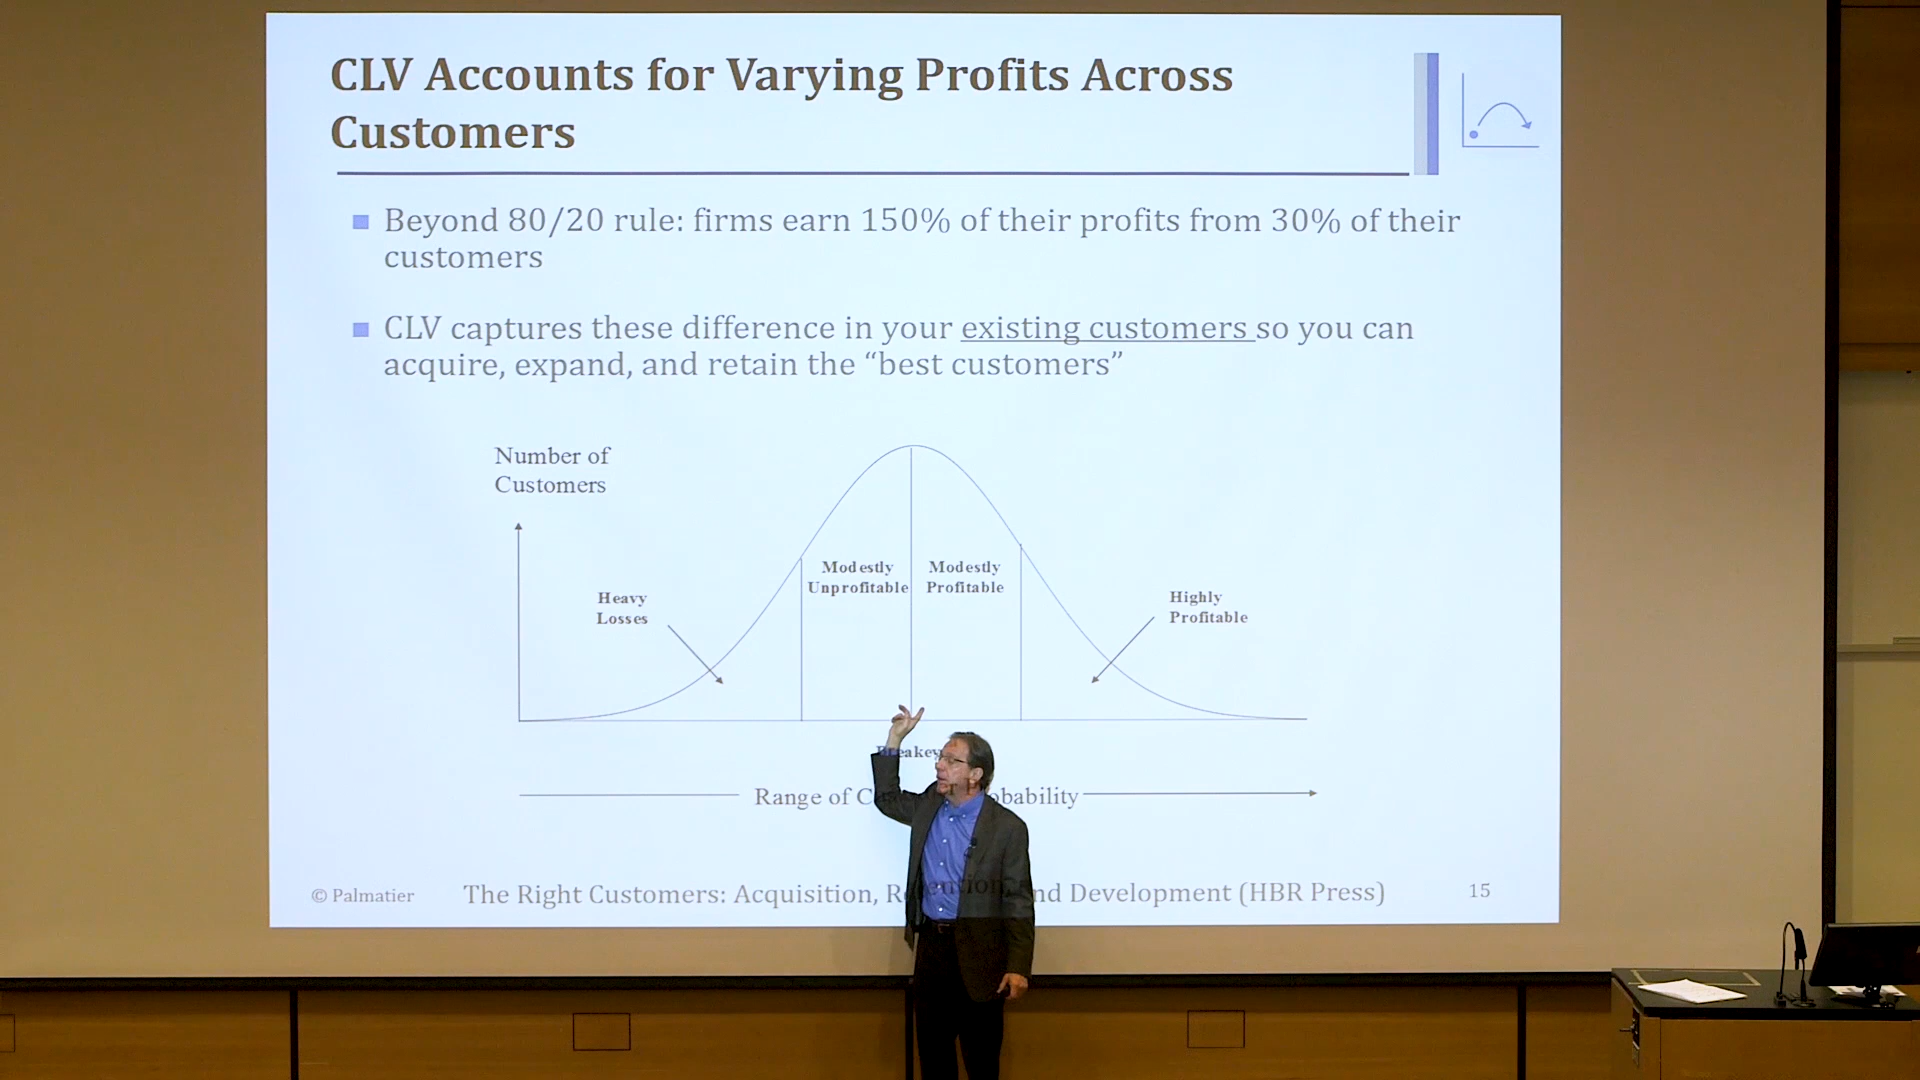 CLV Accounts for Varying Profits Across
Customers
Beyond 80/20 rule: firms earn 150% of their profits from 30% of their
customers
CLV captures these difference in your existing customers so you can
acquire, expand, and retain the “best customers”
Number of
Customers
Modestly
Unprofitable
Modestly
Profitable
Heavy
Losses
Highly
Profitable
Range of
© Palmatier
The Right Customers: Acquisition, Retention, and Development (HBR Press)
15